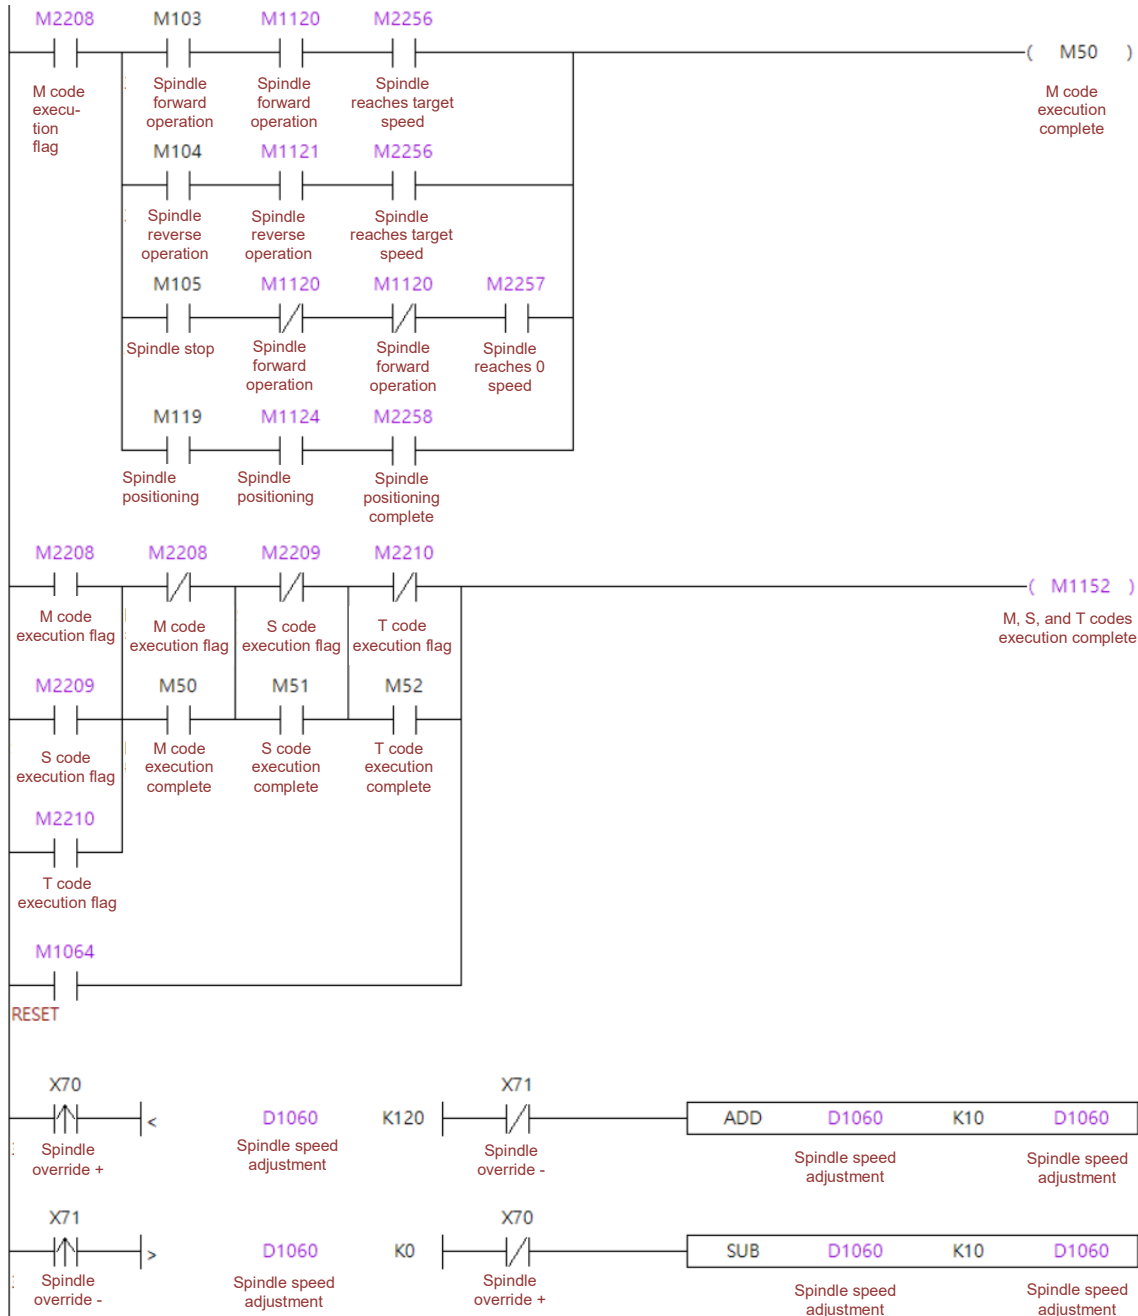 M2208 M103 M1120 M2256
( M50 )
M code
execu-
tion
flag
Spindle
forward
operation
Spindle
forward
operation
Spindle
reaches target
speed
M code
execution
complete
M104 M1121 M2256
Spindle
reverse
operation
Spindle
reverse
operation
Spindle
reaches target
speed
M105 M1120 M1120 M2257
Spindle stop
Spindle
forward
operation
Spindle
forward
operation
Spindle
reaches 0
speed
M119 M1124 M2258
Spindle
positioning
Spindle
positioning
Spindle
positioning
complete
M2208 M2208 M2209 M2210
( M1152 )
M code
execution flag
M code
execution flag
S code
execution flag
T code
execution flag
M, S, and T codes
execution complete
M2209 M50 M51 M52
S code
execution flag
M code
execution
complete
S code
execution
complete
T code
execution
complete
M2210
T code
execution flag
M1064
RESET
X70 X71
< D1060 K120 ADD D1060 K10 D1060
Spindle
override +
Spindle speed
adjustment
Spindle
override -
Spindle speed
adjustment
Spindle speed
adjustment
X71 X70
> D1060 K0 SUB D1060 K10 D1060
Spindle
override -
Spindle speed
adjustment
Spindle
override +
Spindle speed
adjustment
Spindle speed
adjustment